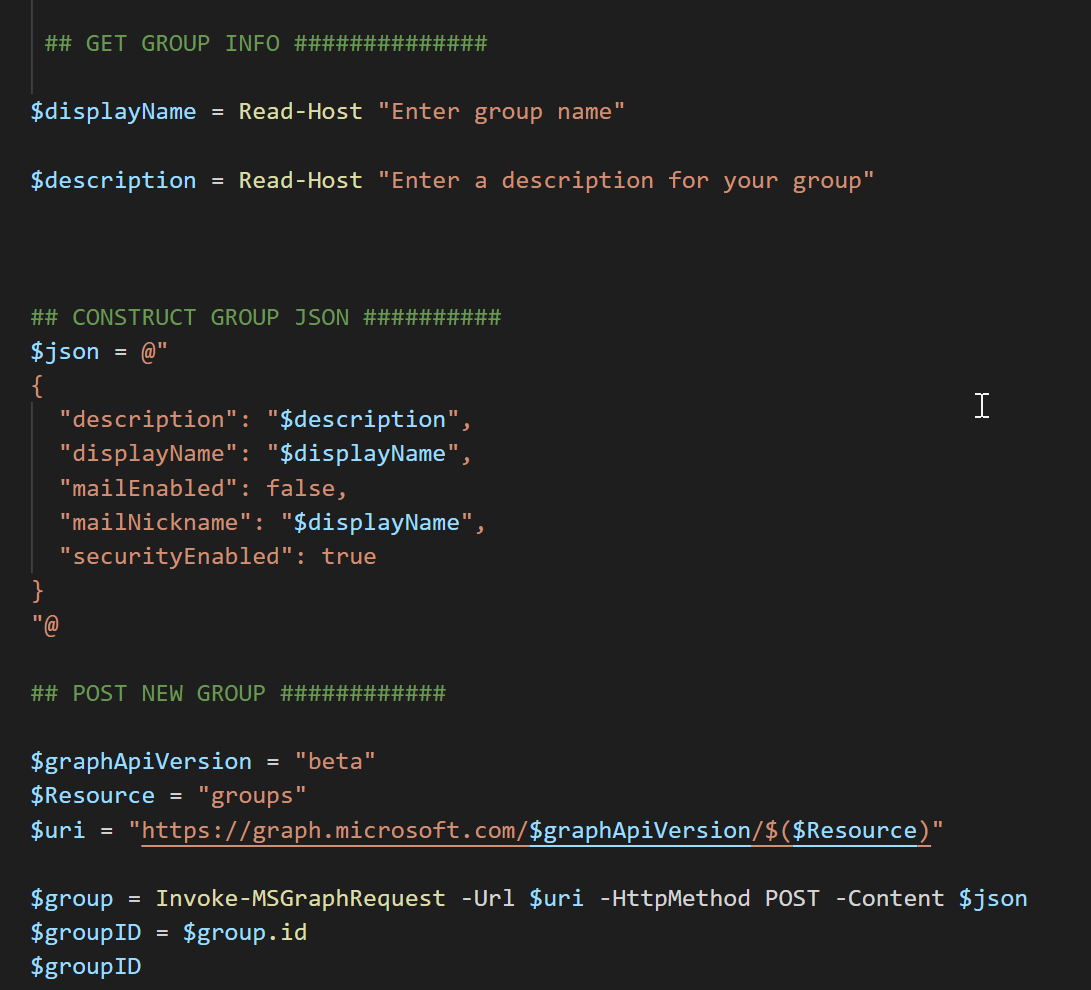 ## GET GROUP INFO ##############
$displayName = Read-Host "Enter group name"
$description = Read-Host "Enter a description for your group"
## CONSTRUCT GROUP JSON ##########
$json = @"
{
  "description": "$description",
  "displayName": "$displayName",
  "mailEnabled": false,
  "mailNickname": "$displayName",
  "securityEnabled": true
}
"@
## POST NEW GROUP ############
$graphApiVersion = "beta"
$Resource = "groups"
$uri = "https://graph.microsoft.com/$graphApiVersion/$($Resource)"
$group = Invoke-MSGraphRequest -Url $uri -HttpMethod POST -Content $json
$groupID = $group.id
$groupID